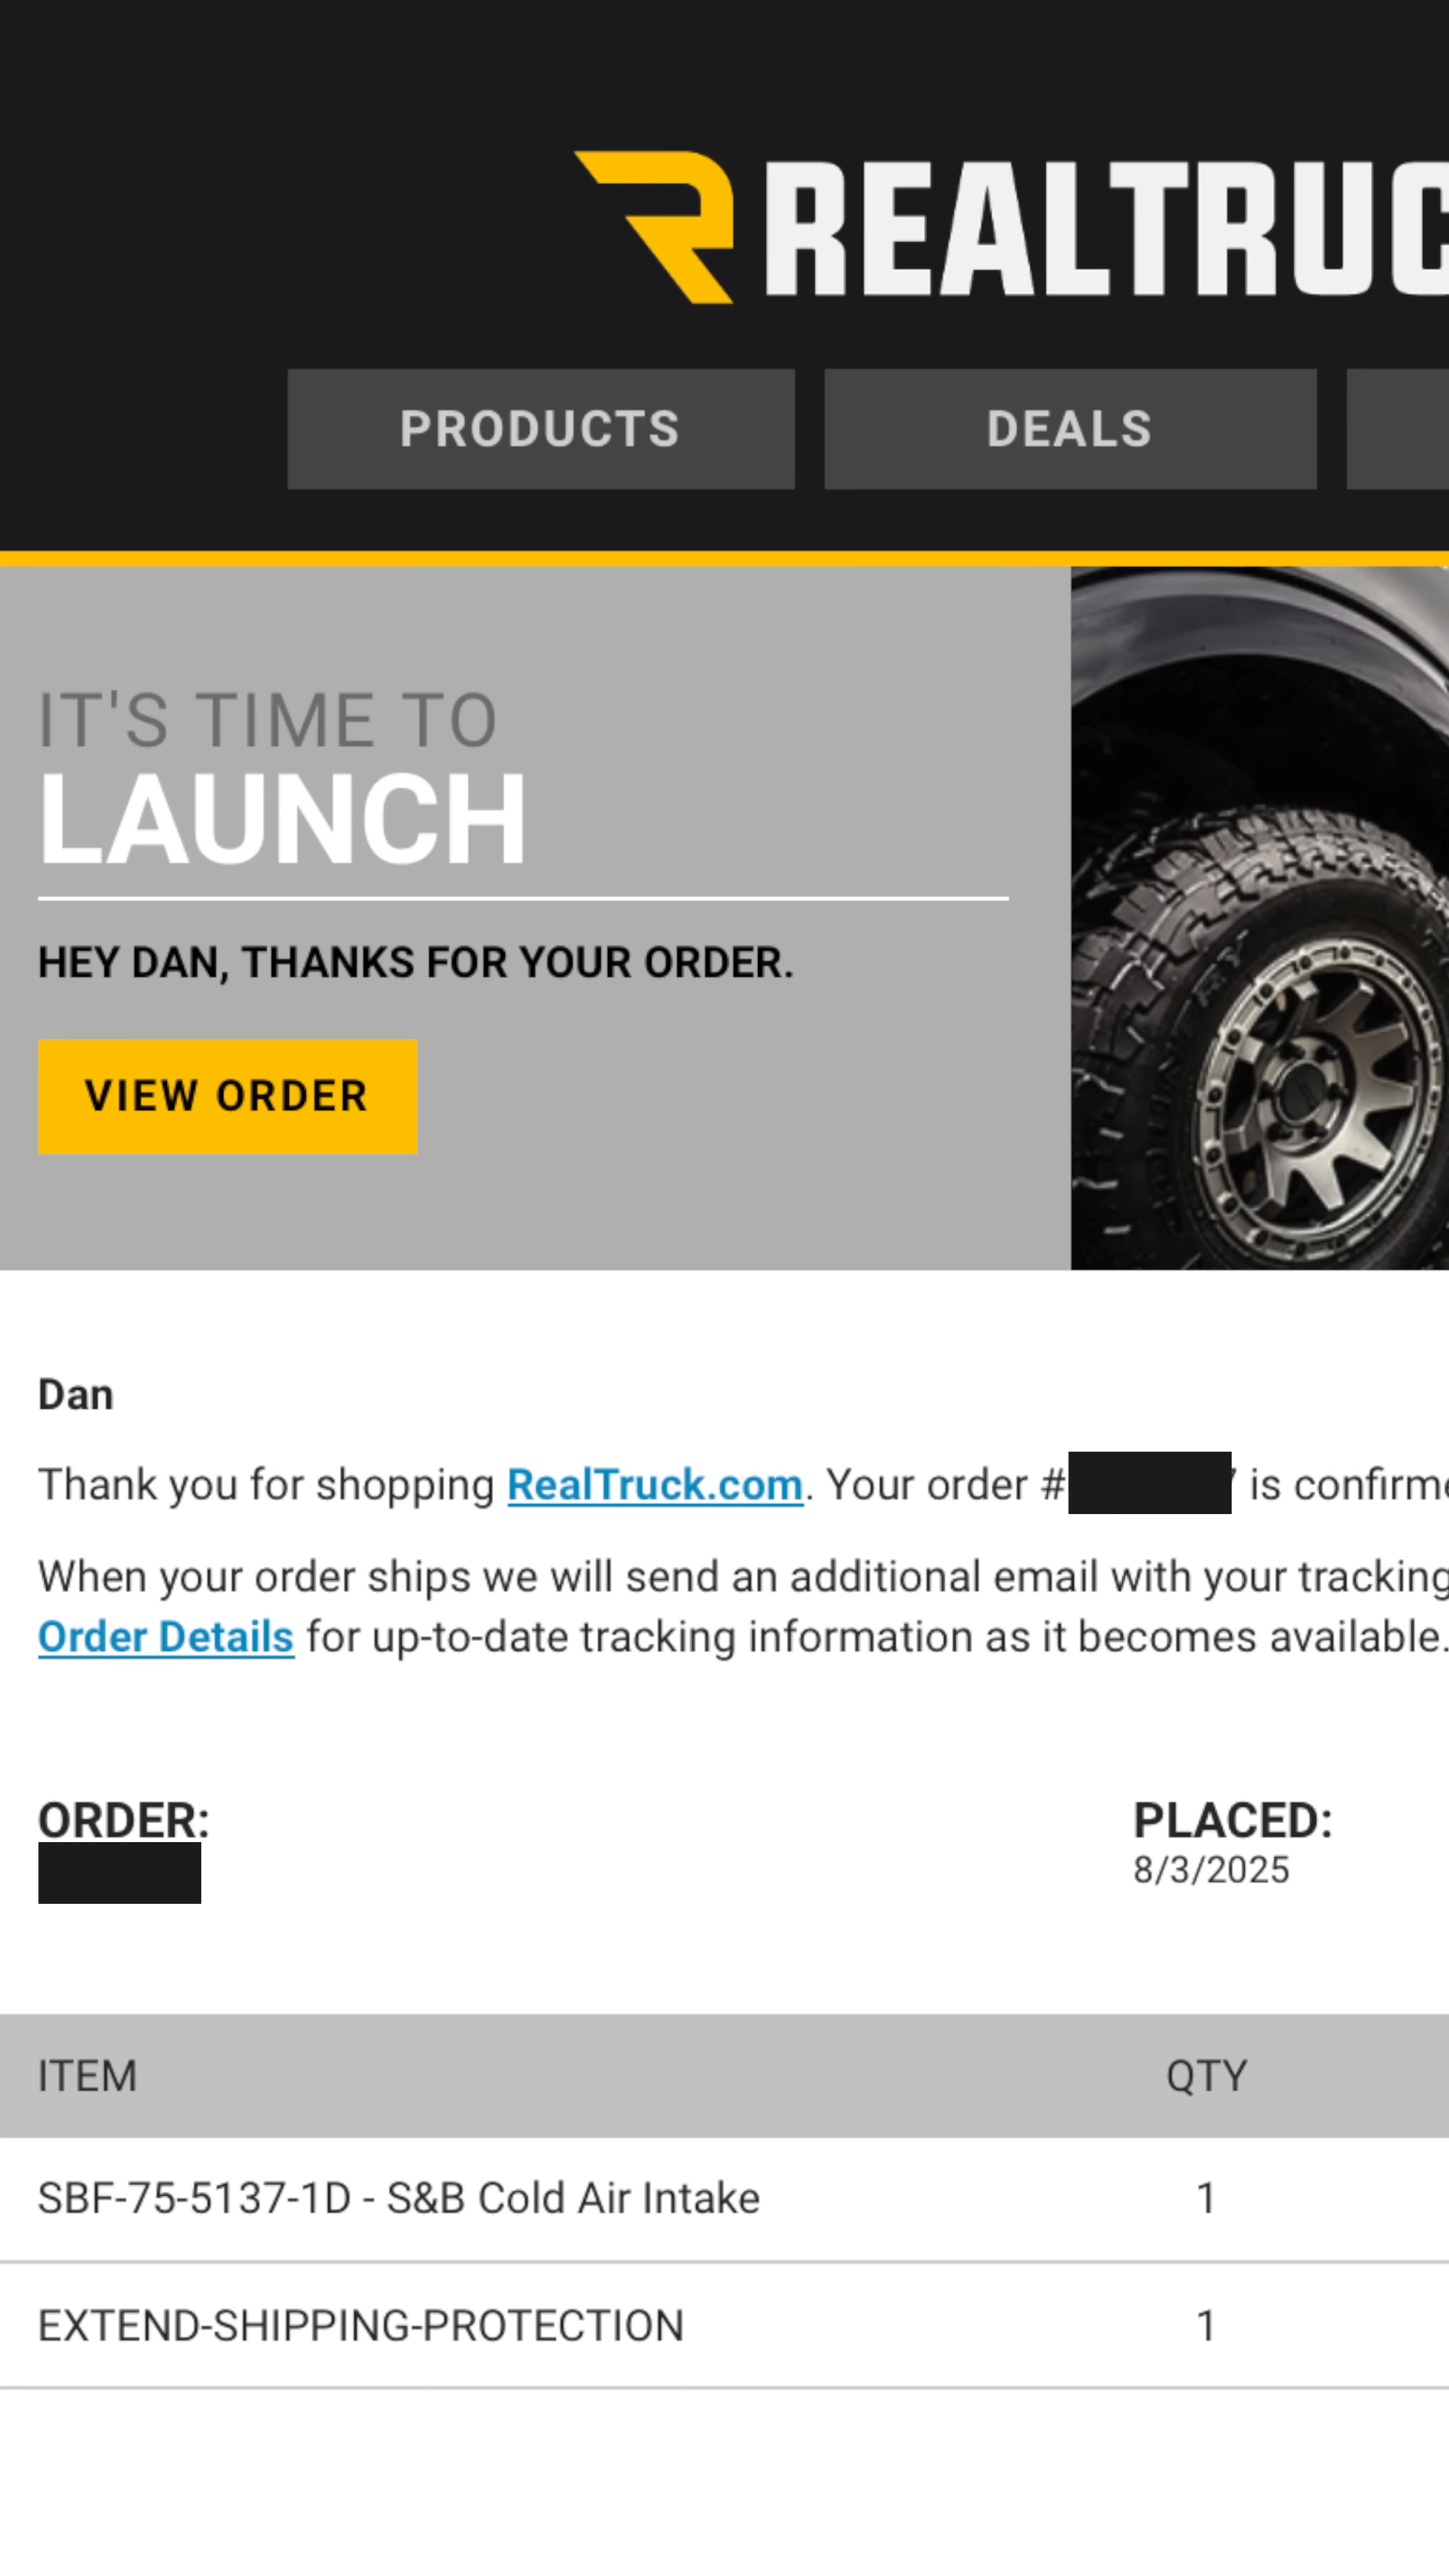 REALTRUC
PRODUCTS
DEALS
IT'S TIME TO
LAUNCH
HEY DAN, THANKS FOR YOUR ORDER.
VIEW ORDER
Dan
Thank you for shopping RealTruck.com. Your order # is confirme
When your order ships we will send an additional email with your tracking
Order Details for up-to-date tracking information as it becomes available.
ORDER:
PLACED:
8/3/2025
ITEM
QTY
SBF-75-5137-1D - S&B Cold Air Intake
1
EXTEND-SHIPPING-PROTECTION
1